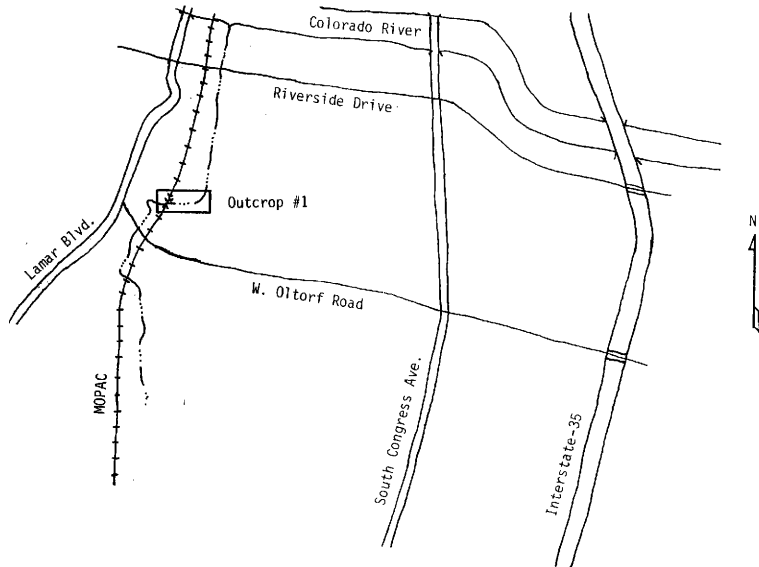 Colorado River
Riverside Drive
Outcrop #1
N
Lamar Blvd.
W. Oltorf Road
MOPAC
South Congress Ave.
Interstate-35